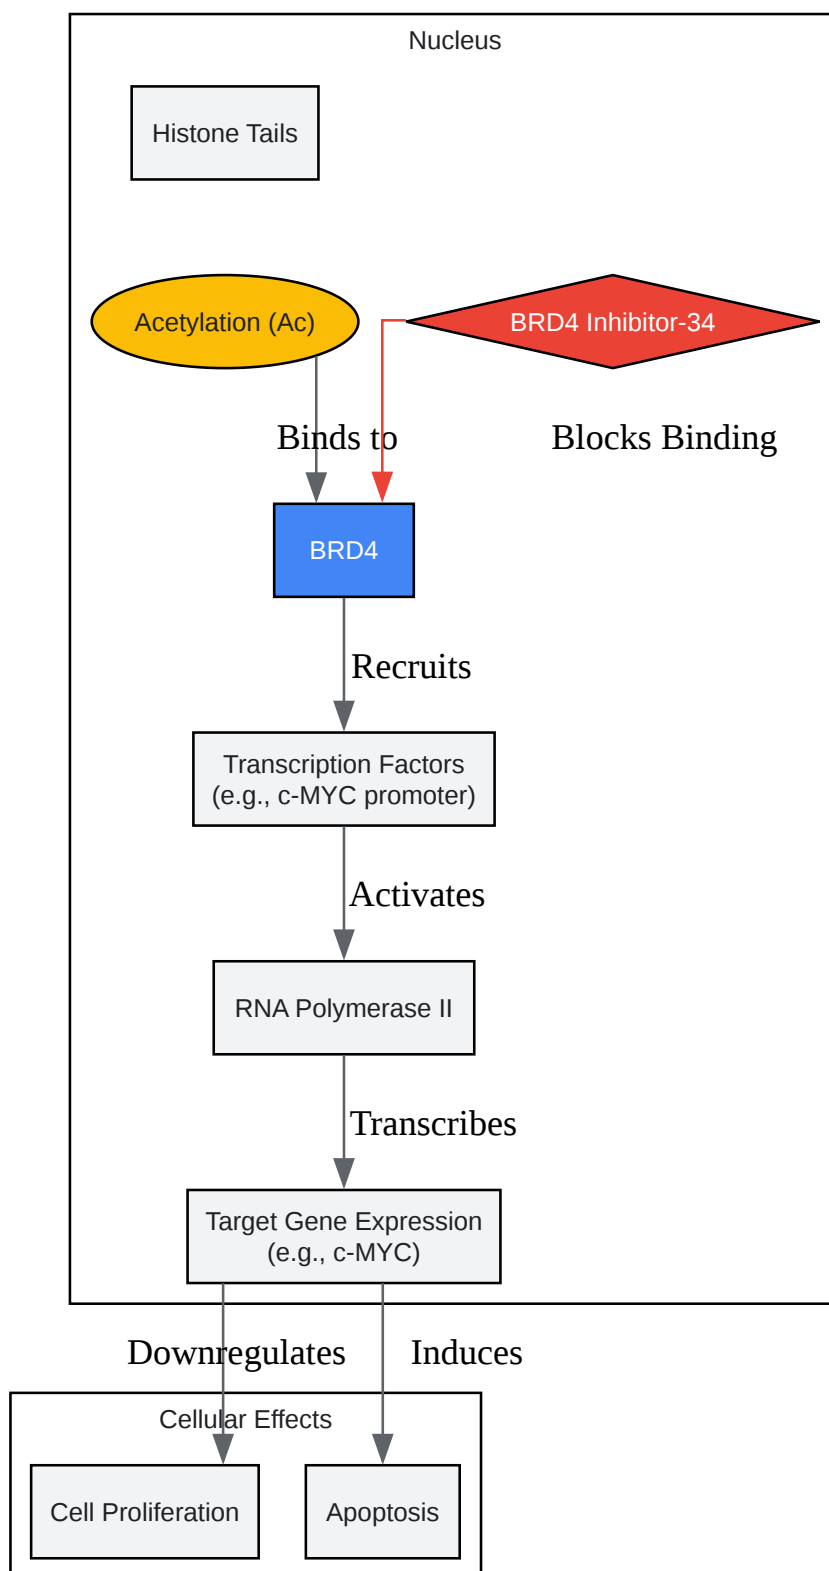 Nucleus
Histone Tails
Acetylation (Ac)
BRD4 Inhibitor-34
Binds to
Blocks Binding
BRD4
Recruits
Transcription Factors
(e.g., c-MYC promoter)
Activates
RNA Polymerase II
Transcribes
Target Gene Expression
(e.g., c-MYC)
Downregulates
Induces
Cellular Effects
Cell Proliferation
Apoptosis